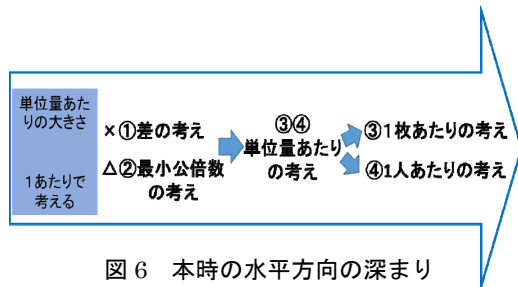 単位量あた
りの大きさ
1あたりで
考える
×①差の考え
△②最小公倍数
の考え
③④
単位量あたり
の考え
③1枚あたりの考え
④1人あたりの考え
図6 本時の水平方向の深まり